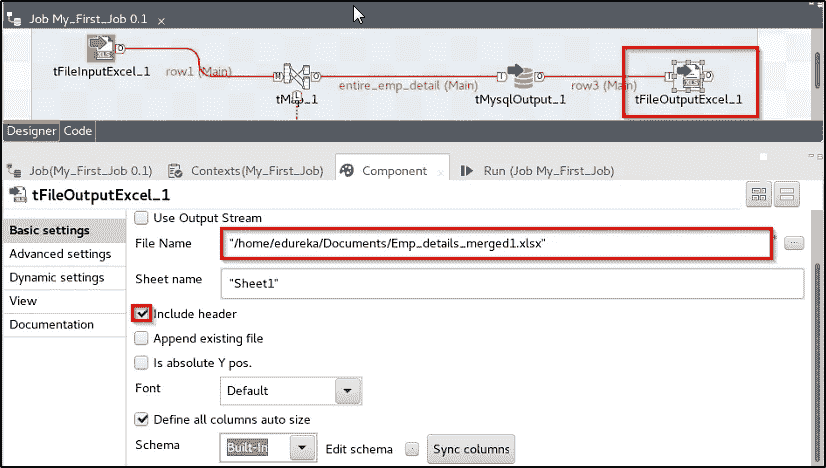 Job My_First_Job 0.1
XLS XLS
tFileInputExcel_1 row1 (Main) tMap_1 entire_emp_detail (Main) tMysqlOutput_1 row3 (Main) tFileOutputExcel_1
Designer Code
Job(My_First_Job 0.1) Contexts(My_First_Job) Component Run (Job My_First_Job)
tFileOutputExcel_1
Basic settings
Advanced settings
Dynamic settings
View
Documentation
Use Output Stream
File Name "/home/edureka/Documents/Emp_details_merged1.xlsx" * ...
Sheet name "Sheet1"
Include header
Append existing file
Is absolute Y pos.
Font Default
Define all columns auto size
Schema Built-In Edit schema Sync columns